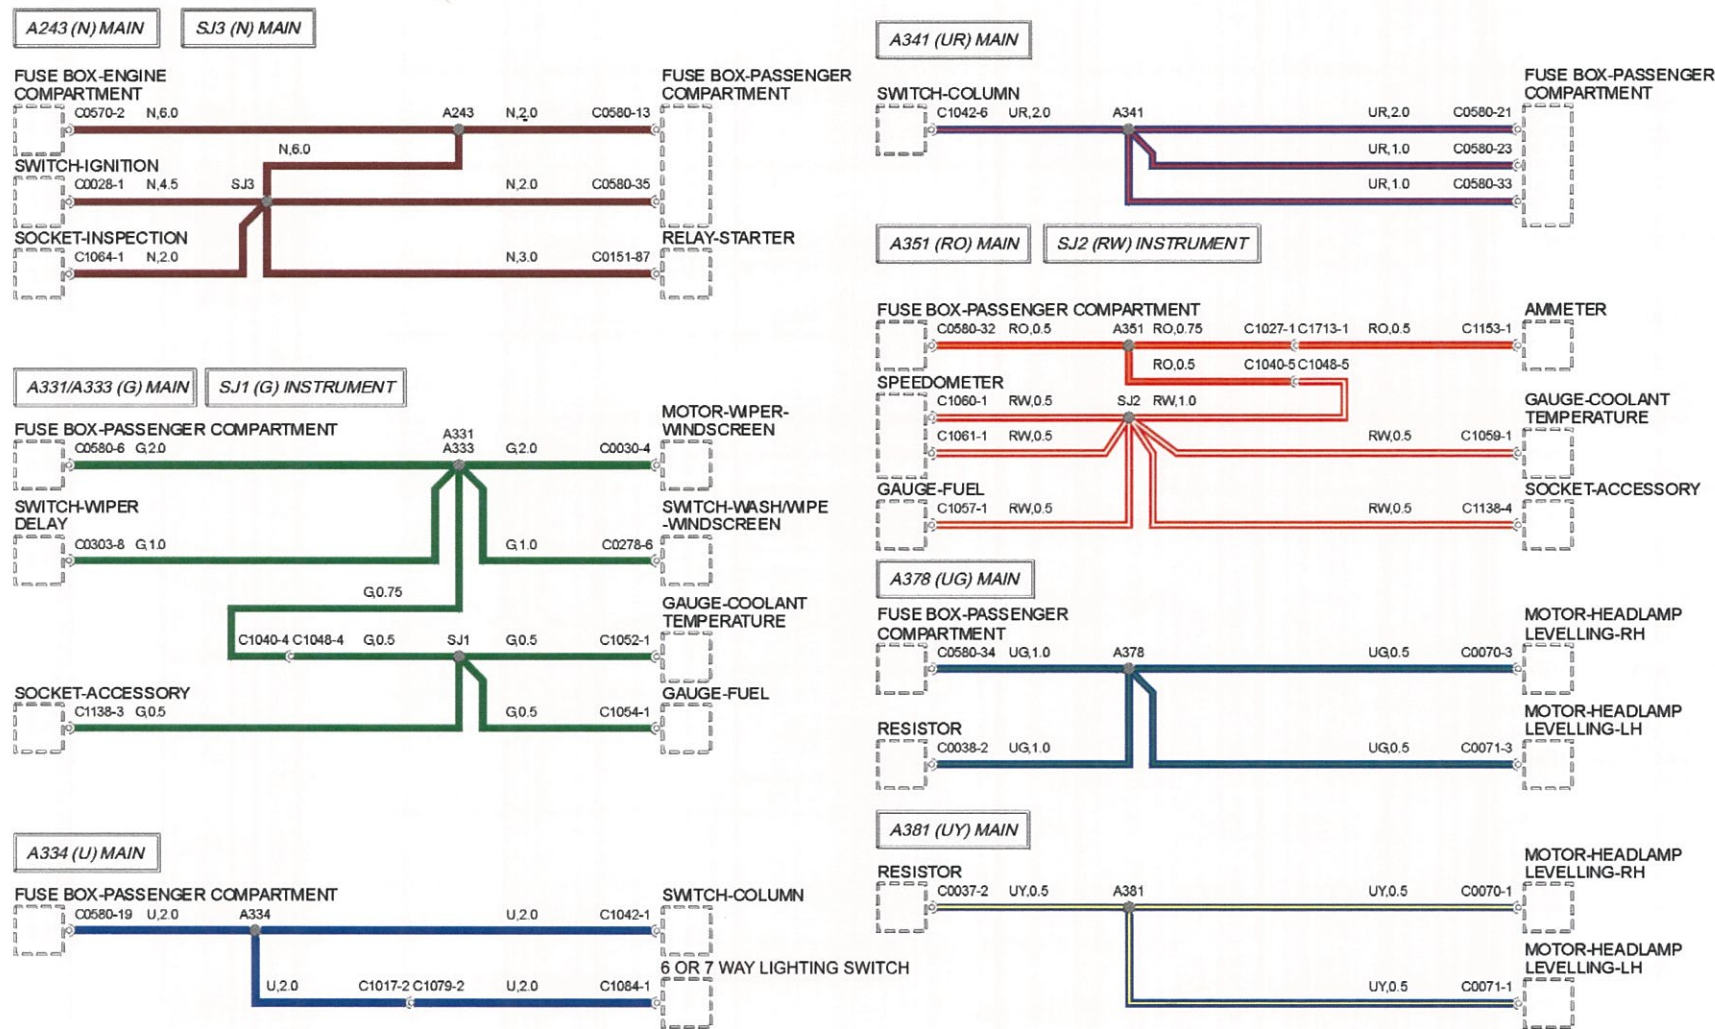 A243 (N) MAIN
SJ3 (N) MAIN
FUSE BOX-ENGINE
COMPARTMENT
C0570-2 N,6.0
A243
N,2.0
C0580-13
FUSE BOX-PASSENGER
COMPARTMENT
N,6.0
SWITCH-IGNITION
C0028-1 N,4.5
SJ3
N,2.0
C0580-35
SOCKET-INSPECTION
C1064-1 N,2.0
N,3.0
C0151-87
RELAY-STARTER
A331/A333 (G) MAIN
SJ1 (G) INSTRUMENT
FUSE BOX-PASSENGER COMPARTMENT
C0580-6 G,2.0
A331
A333
G,2.0
C0030-4
MOTOR-WIPER-
WINDSCREEN
SWITCH-WIPER
DELAY
C0303-8 G,1.0
G,1.0
C0278-6
SWITCH-WASH/WIPE
-WINDSCREEN
G,0.75
C1040-4 C1048-4
G,0.5
SJ1
G,0.5
C1052-1
GAUGE-COOLANT
TEMPERATURE
SOCKET-ACCESSORY
C1138-3 G,0.5
G,0.5
C1054-1
GAUGE-FUEL
A334 (U) MAIN
FUSE BOX-PASSENGER COMPARTMENT
C0580-19 U,2.0
A334
U,2.0
C1042-1
SWITCH-COLUMN
U,2.0
C1017-2 C1079-2
U,2.0
C1084-1
6 OR 7 WAY LIGHTING SWITCH
A341 (UR) MAIN
SWITCH-COLUMN
C1042-6 UR,2.0
A341
UR,2.0
C0580-21
FUSE BOX-PASSENGER
COMPARTMENT
UR,1.0
C0580-23
UR,1.0
C0580-33
A351 (RO) MAIN
SJ2 (RW) INSTRUMENT
FUSE BOX-PASSENGER COMPARTMENT
C0580-32 RO,0.5
A351 RO,0.75
C1027-1 C1713-1
RO,0.5
C1153-1
AMMETER
RO,0.5
C1040-5 C1048-5
SPEEDOMETER
C1060-1 RW,0.5
SJ2 RW,1.0
C1061-1 RW,0.5
RW,0.5
C1059-1
GAUGE-COOLANT
TEMPERATURE
GAUGE-FUEL
C1057-1 RW,0.5
RW,0.5
C1138-4
SOCKET-ACCESSORY
A378 (UG) MAIN
FUSE BOX-PASSENGER
COMPARTMENT
C0580-34 UG,1.0
A378
UG,0.5
C0070-3
MOTOR-HEADLAMP
LEVELLING-RH
RESISTOR
C0038-2 UG,1.0
UG,0.5
C0071-3
MOTOR-HEADLAMP
LEVELLING-LH
A381 (UY) MAIN
RESISTOR
C0037-2 UY,0.5
A381
UY,0.5
C0070-1
MOTOR-HEADLAMP
LEVELLING-RH
UY,0.5
C0071-1
MOTOR-HEADLAMP
LEVELLING-LH